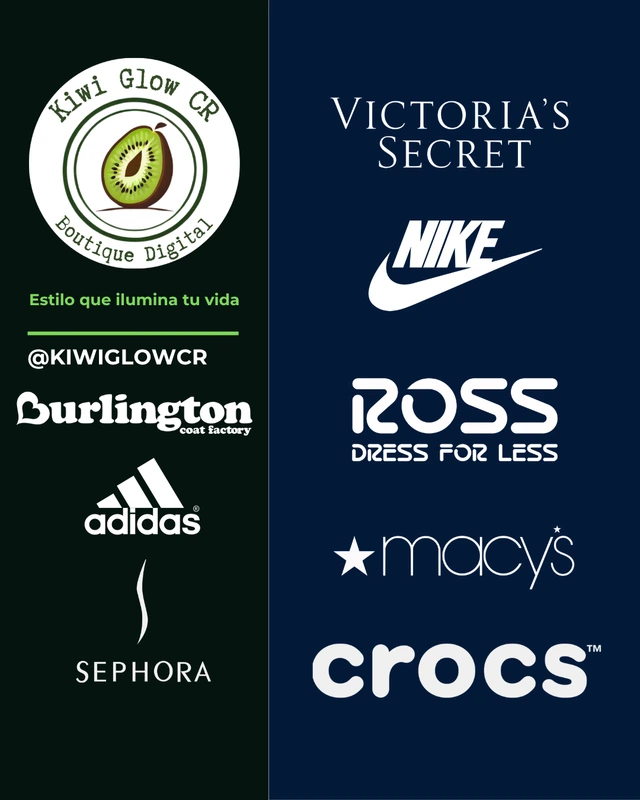 Kiwi Glow CR
Boutique Digital
Estilo que ilumina tu vida
@KIWIGLOWCR
Burlington
coat factory
adidas®
SEPHORA
VICTORIA'S
SECRET
NIKE
ROSS
DRESS FOR LESS
macy's
crocs™